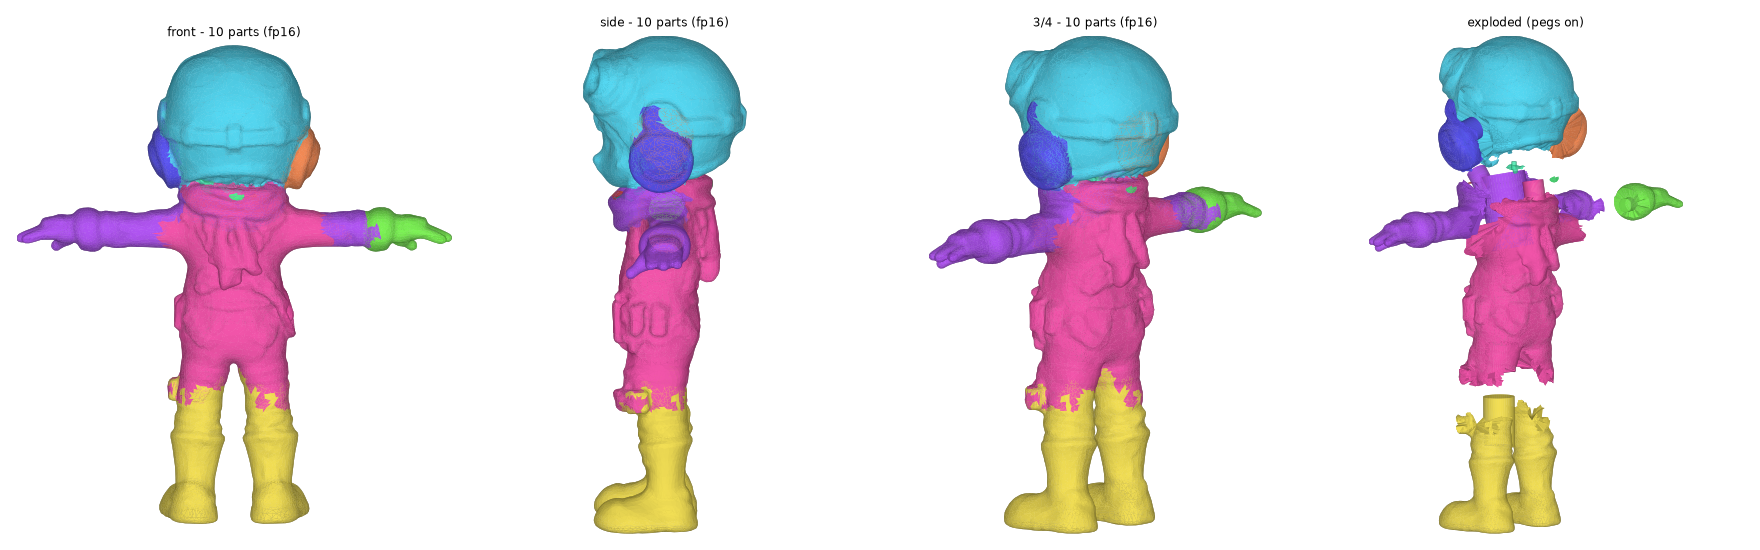 front - 10 parts (fp16)
side - 10 parts (fp16)
3/4 - 10 parts (fp16)
exploded (pegs on)